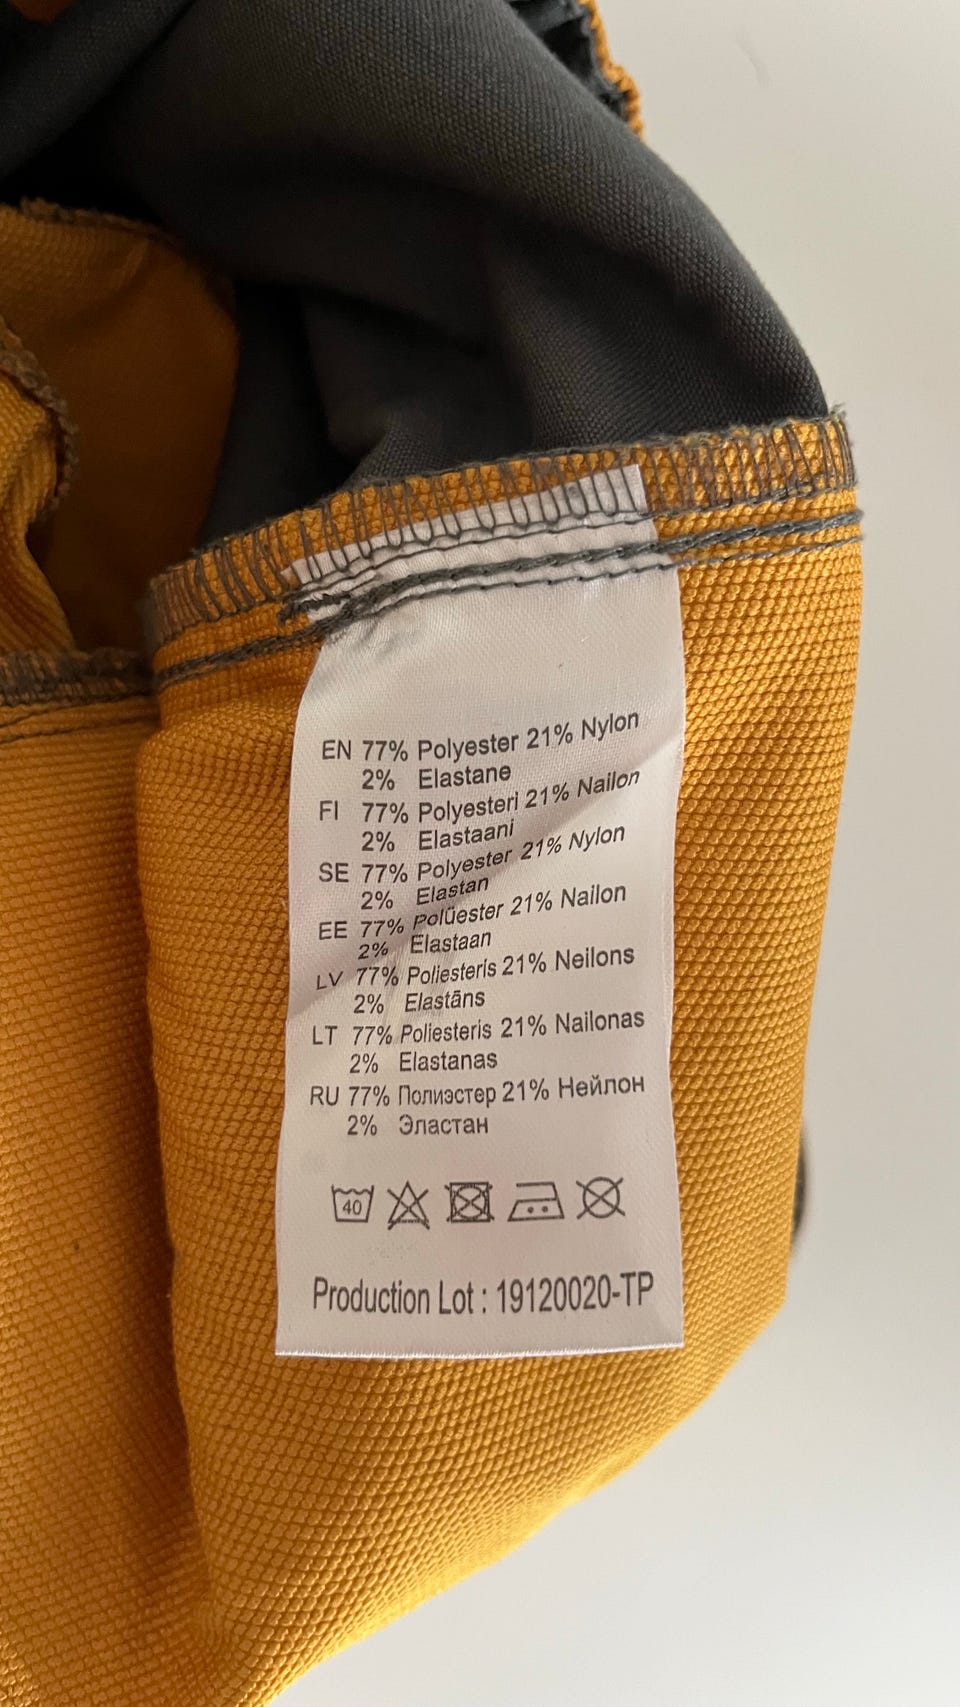 EN 77% Polyester 21% Nylon
2% Elastane
FI 77% Polyesteri 21% Nailon
2% Elastaani
SE 77% Polyester 21% Nylon
2% Elastan
EE 77% Polüester 21% Nailon
2% Elastaan
LV 77% Poliesteris 21% Neilons
2% Elastāns
LT 77% Poliesteris 21% Nailonas
2% Elastanas
RU 77% Полиэстер 21% Нейлон
2% Эластан
40
Production Lot : 19120020-TP